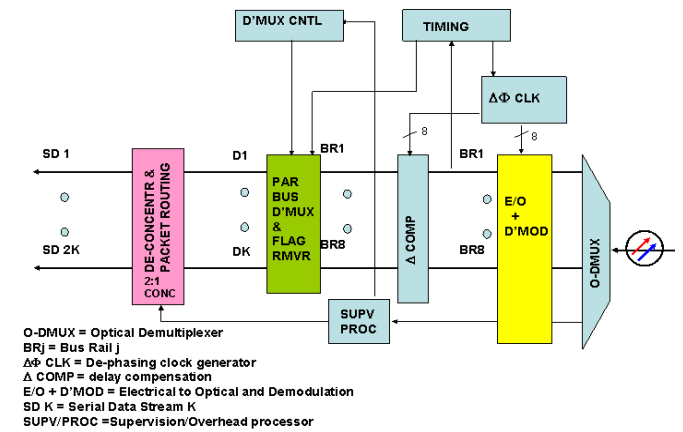 D'MUX CNTL
TIMING
ΔΦ CLK
8
8
SD 1
D1
BR1
BR1
DE-CONCENTR &
PACKET ROUTING
2:1
CONC
PAR
BUS
D'MUX
&
FLAG
RMVR
Δ COMP
E/O
+
D'MOD
O-DMUX
SD 2K
DK
BR8
BR8
SUPV
PROC
O-DMUX = Optical Demultiplexer
BRj = Bus Rail j
ΔΦ CLK = De-phasing clock generator
Δ COMP = delay compensation
E/O + D'MOD = Electrical to Optical and Demodulation
SD K = Serial Data Stream K
SUPV/PROC =Supervision/Overhead processor